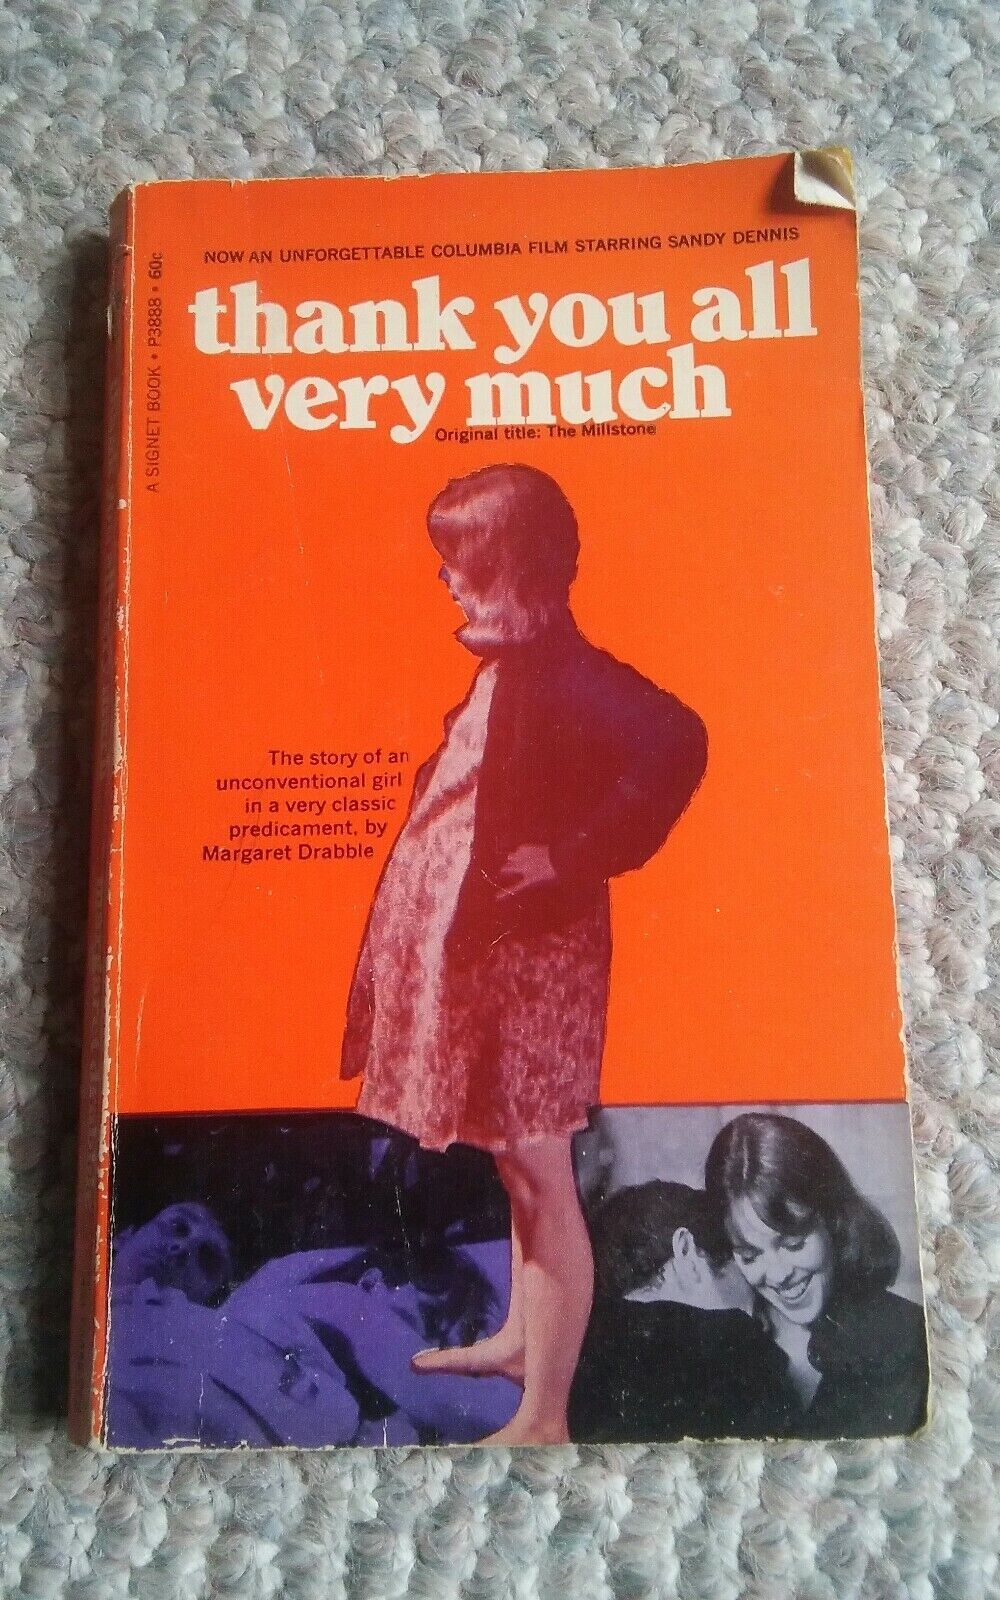 NOW AN UNFORGETTABLE COLUMBIA FILM STARRING SANDY DENNIS
thank you all
very much
Original title: The Millstone
A SIGNET BOOK • P3888 • 60c
The story of an
unconventional girl
in a very classic
predicament, by
Margaret Drabble